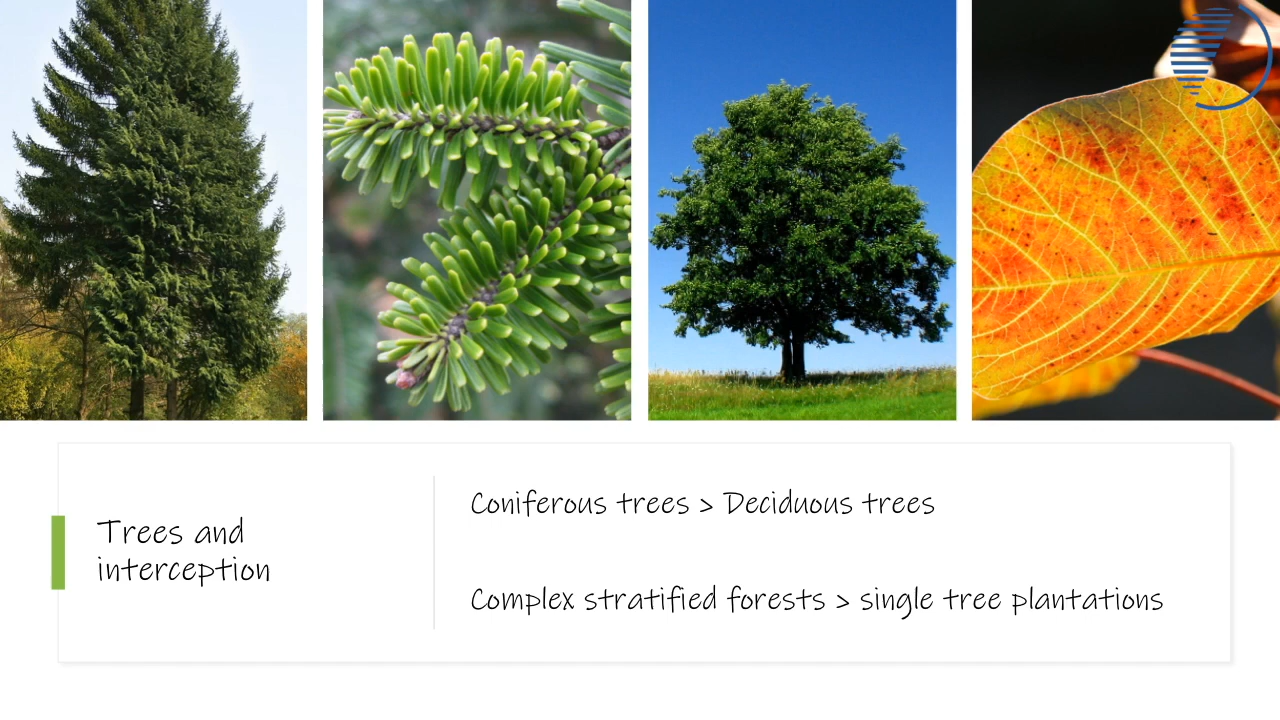 Trees and
interception
Coniferous trees > Deciduous trees
Complex stratified forests > single tree plantations